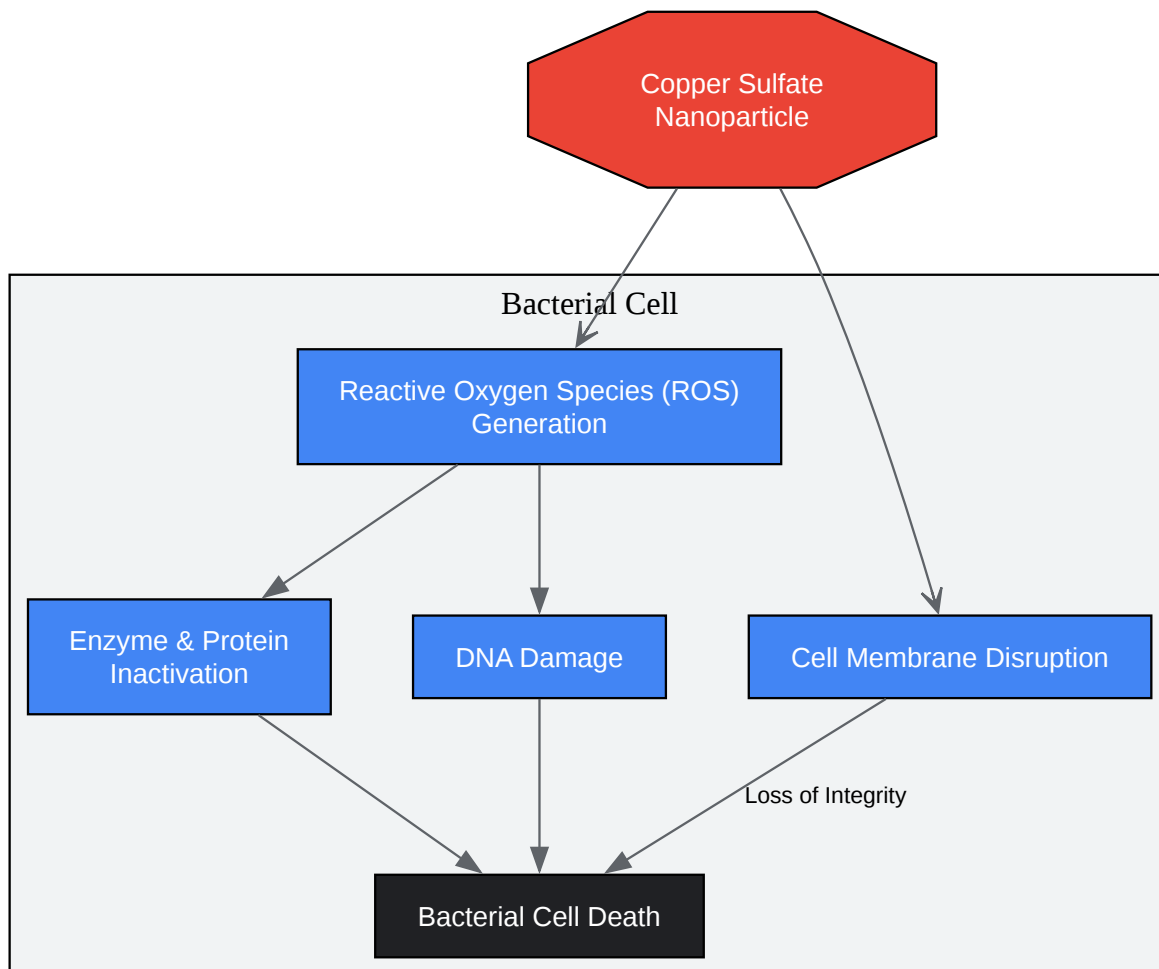 Copper Sulfate
Nanoparticle
Bacterial Cell
Reactive Oxygen Species (ROS)
Generation
Enzyme & Protein
Inactivation
DNA Damage
Cell Membrane Disruption
Loss of Integrity
Bacterial Cell Death